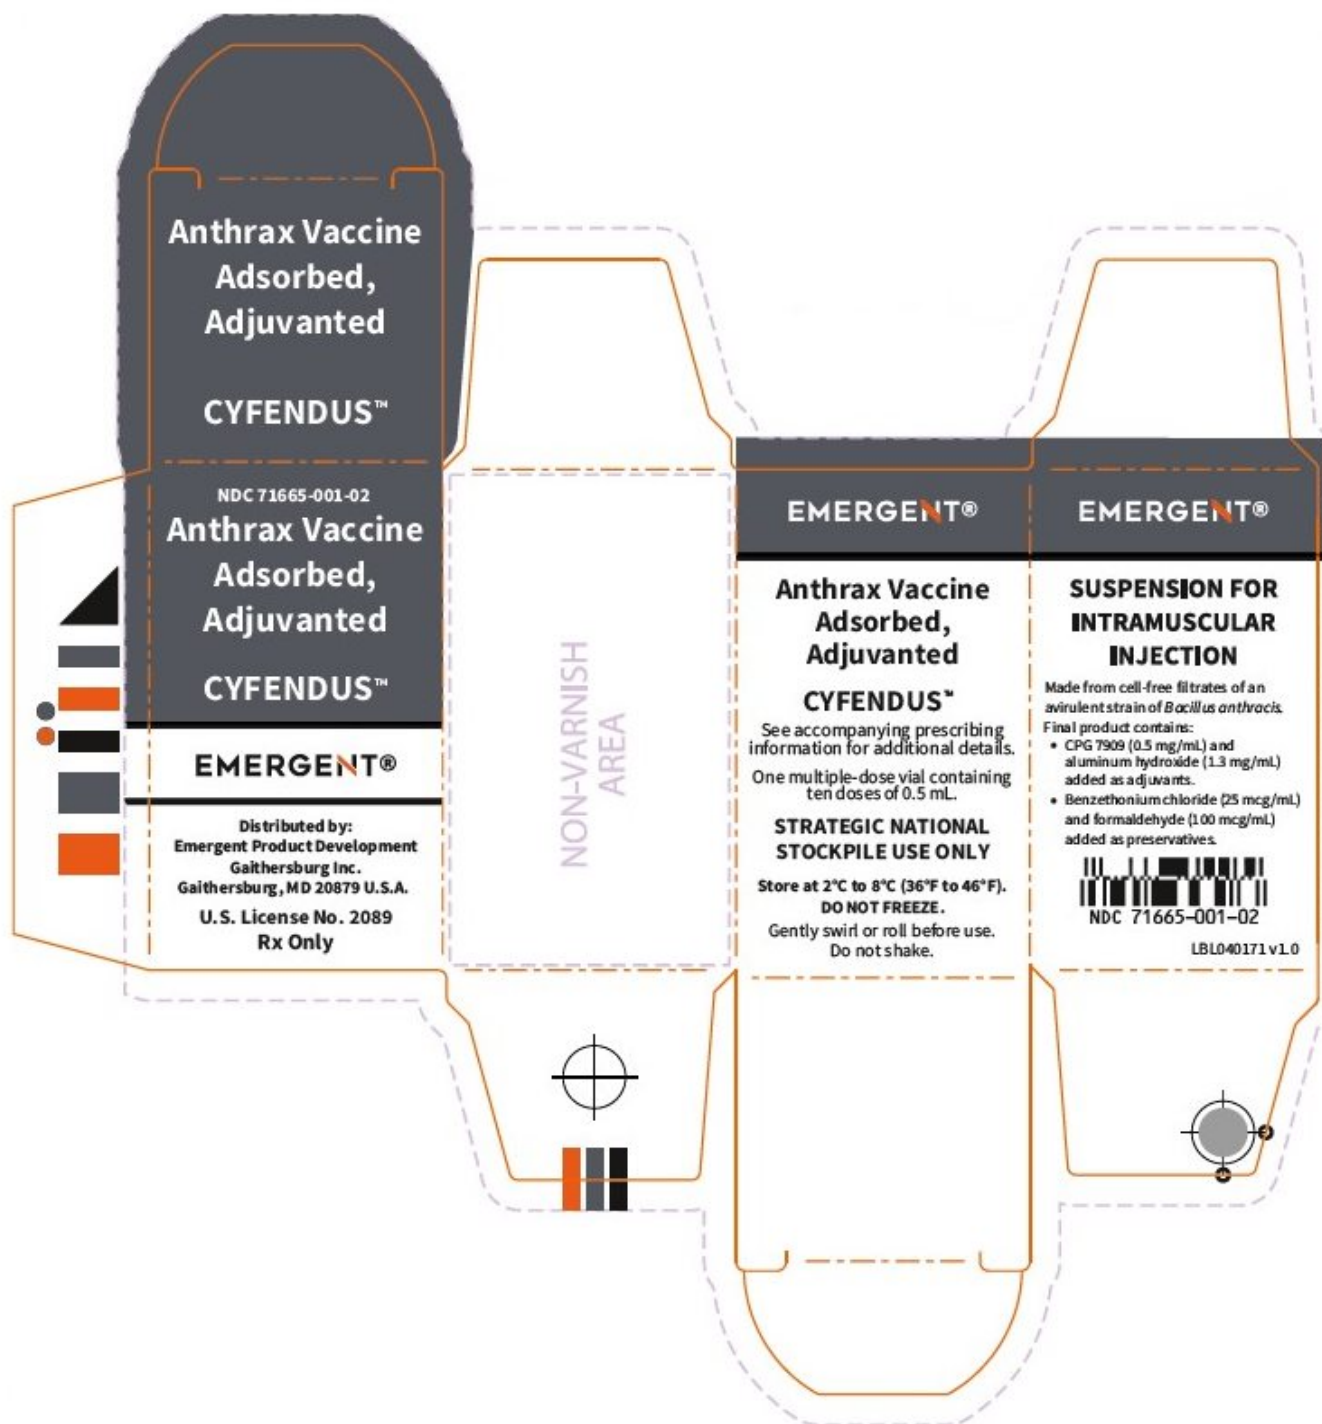 Anthrax Vaccine
Adsorbed,
Adjuvanted
CYFENDUS™
NDC 71665-001-02
Anthrax Vaccine
Adsorbed,
Adjuvanted
CYFENDUS™
EMERGENT®
Distributed by:
Emergent Product Development
Gaithersburg Inc.
Gaithersburg, MD 20879 U.S.A.
U.S. License No. 2089
Rx Only
NON-VARNISH
AREA
EMERGENT®
Anthrax Vaccine
Adsorbed,
Adjuvanted
CYFENDUS™
See accompanying prescribing
information for additional details.
One multiple-dose vial containing
ten doses of 0.5 mL.
STRATEGIC NATIONAL
STOCKPILE USE ONLY
Store at 2°C to 8°C (36°F to 46°F).
DO NOT FREEZE.
Gently swirl or roll before use.
Do not shake.
EMERGENT®
SUSPENSION FOR
INTRAMUSCULAR
INJECTION
Made from cell-free filtrates of an
avirulent strain of Bacillus anthracis.
Final product contains:
• CPG 7909 (0.5 mg/mL) and
aluminum hydroxide (1.3 mg/mL)
added as adjuvants.
• Benzethonium chloride (25 mcg/mL)
and formaldehyde (100 mcg/mL)
added as preservatives.
NDC 71665-001-02
LBL040171 v1.0